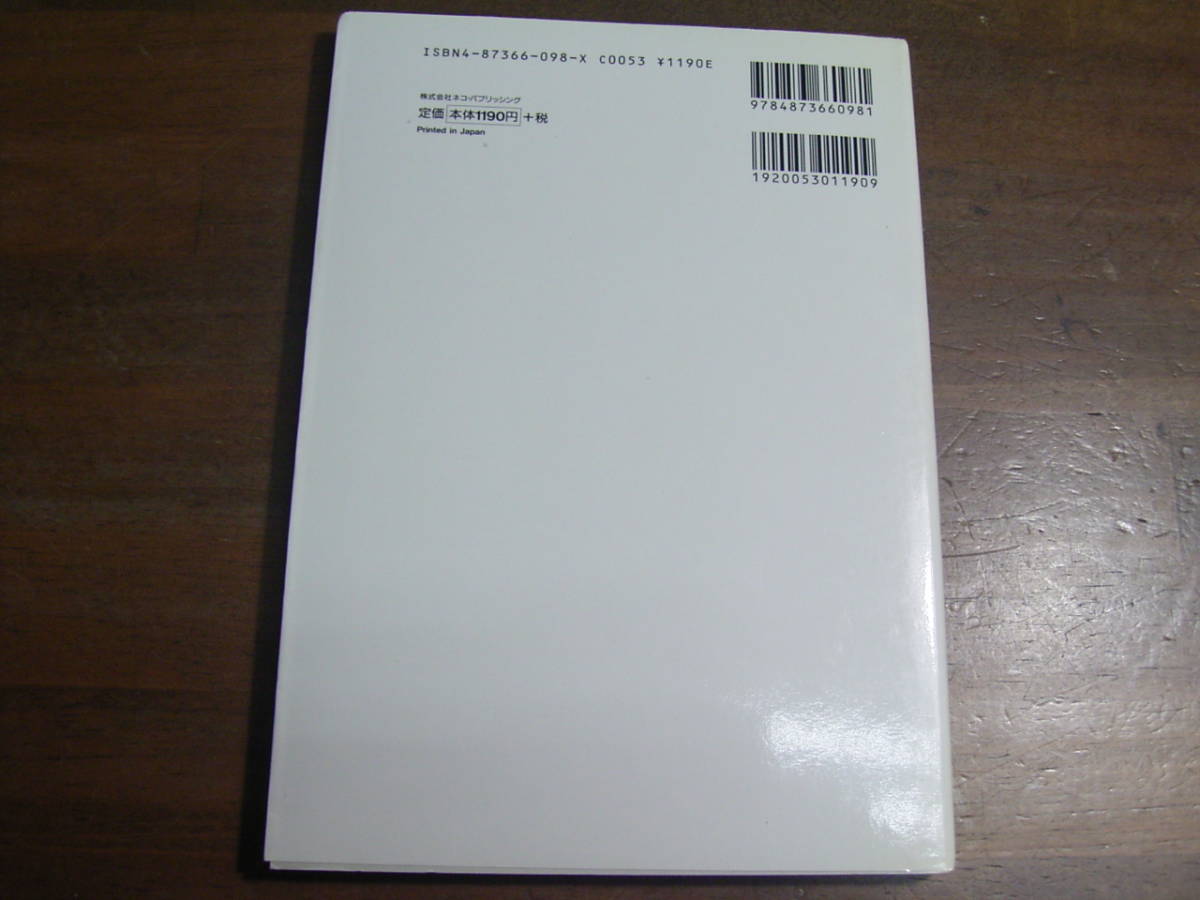 ISBN4-87366-098-X C0053 ¥1190E
株式会社ネコ・パブリッシング
定価 本体1190円 +税
Printed in Japan
9784873660981
1920053011909